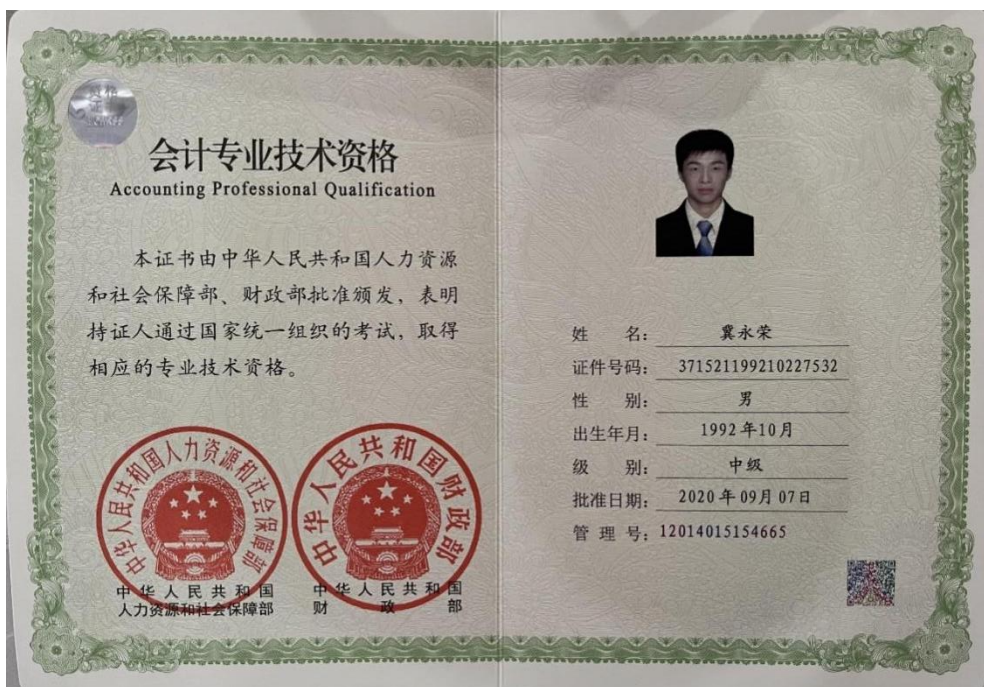 会计专业技术资格
Accounting Professional Qualification
本证书由中华人民共和国人力资源
和社会保障部、财政部批准颁发，表明
持证人通过国家统一组织的考试，取得
相应的专业技术资格。
中华人民共和国人力资源和社会保障部
中华人民共和国财政部
中华人民共和国
人力资源和社会保障部
中华人民共和国
财政部
姓名：冀永荣
证件号码：371521199210227532
性别：男
出生年月：1992年10月
级别：中级
批准日期：2020年09月07日
管理号：12014015154665